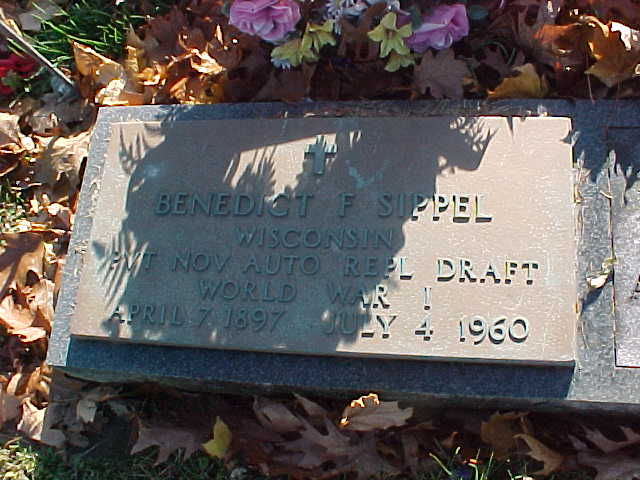 BENEDICT F SIPPEL
WISCONSIN
PVT NOV AUTO REPL DRAFT
WORLD WAR I
APRIL 7 1897 JULY 4 1960